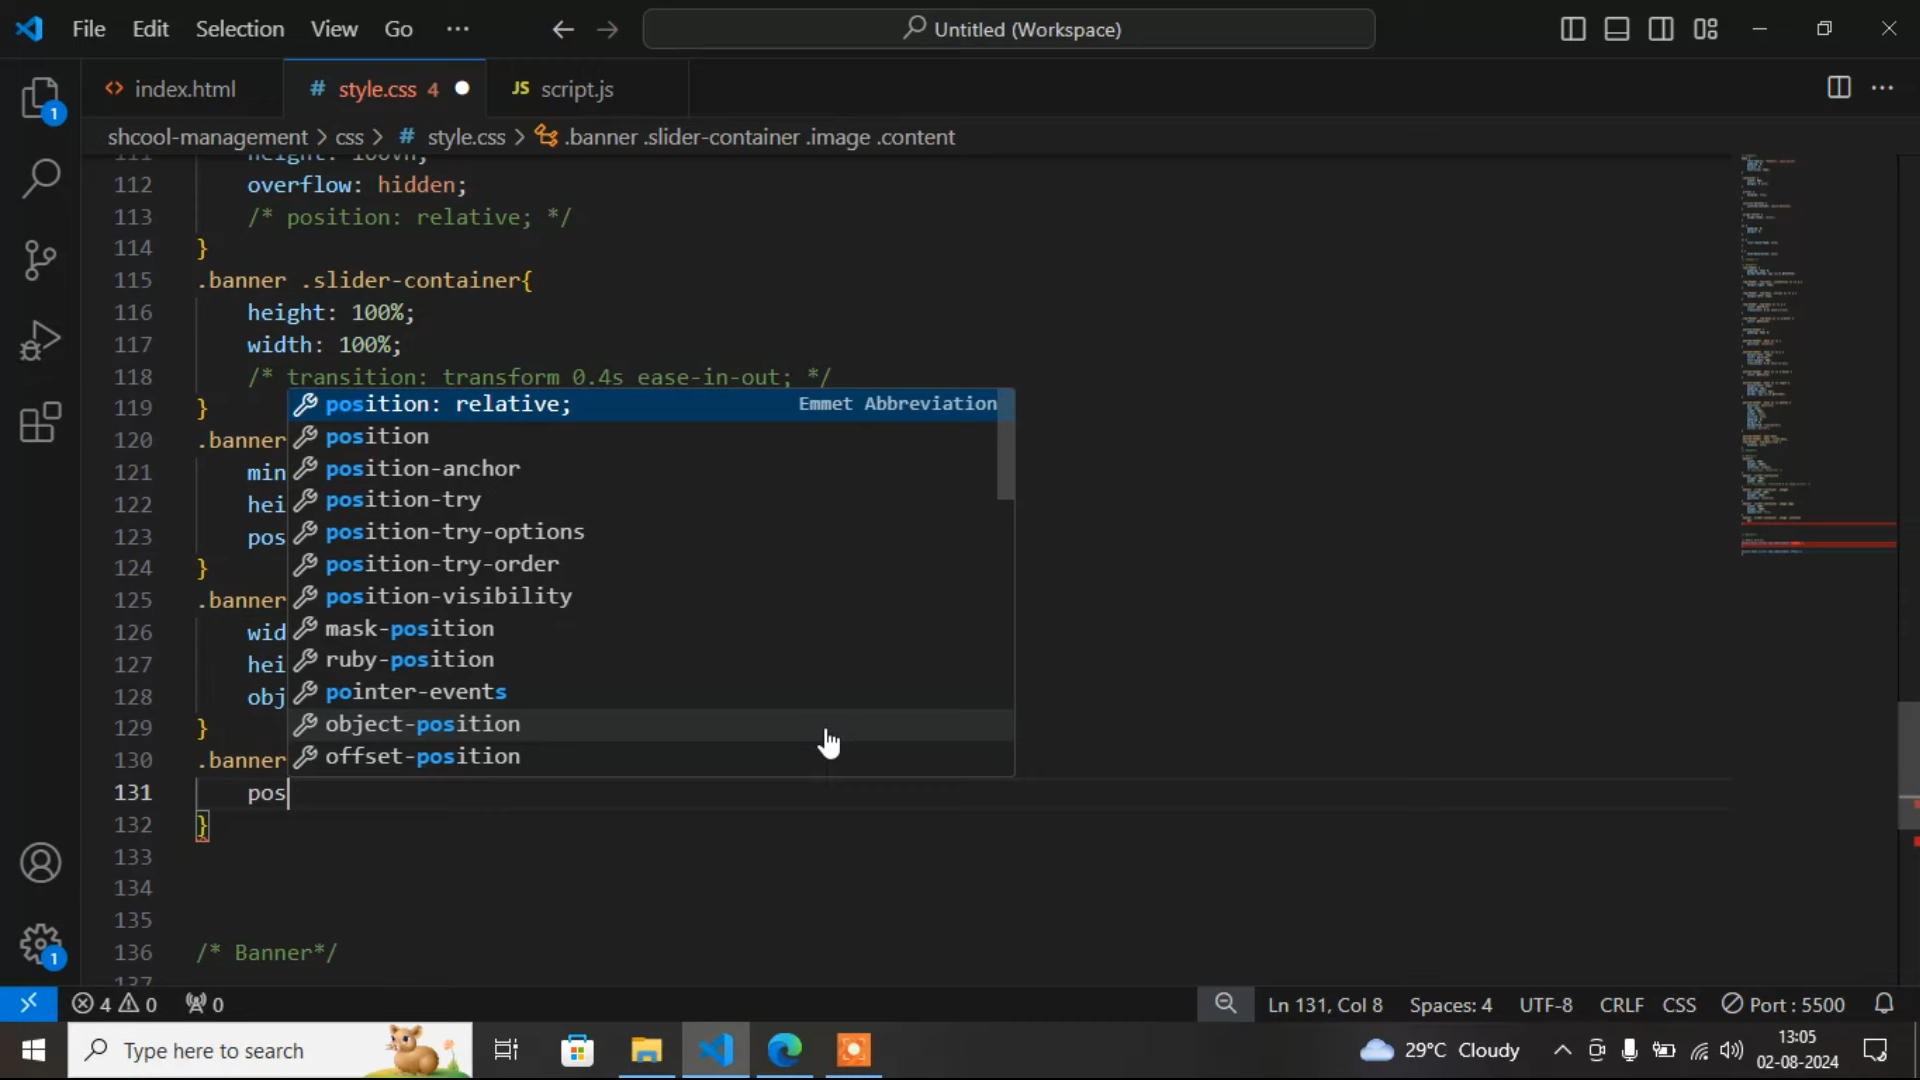 File Edit Selection View Go ··· Untitled (Workspace)
index.html # style.css 4 JS script.js
shcool-management > css > # style.css > .banner .slider-container .image .content
111 height: 100vh;
112 overflow: hidden;
113 /* position: relative; */
114 }
115 .banner .slider-container{
116 height: 100%;
117 width: 100%;
118 /* transition: transform 0.4s ease-in-out; */
119 } position: relative; Emmet Abbreviation
120 .banner position
121 min position-anchor
122 hei position-try
123 pos position-try-options
124 } position-try-order
125 .banner position-visibility
126 wid mask-position
127 hei ruby-position
128 obj pointer-events
129 } object-position
130 .banner offset-position
131 pos
132 }
133
134
135
136 /* Banner*/
137
4 0 0 Ln 131, Col 8 Spaces: 4 UTF-8 CRLF CSS Port : 5500
Type here to search 29°C Cloudy 13:05
02-08-2024